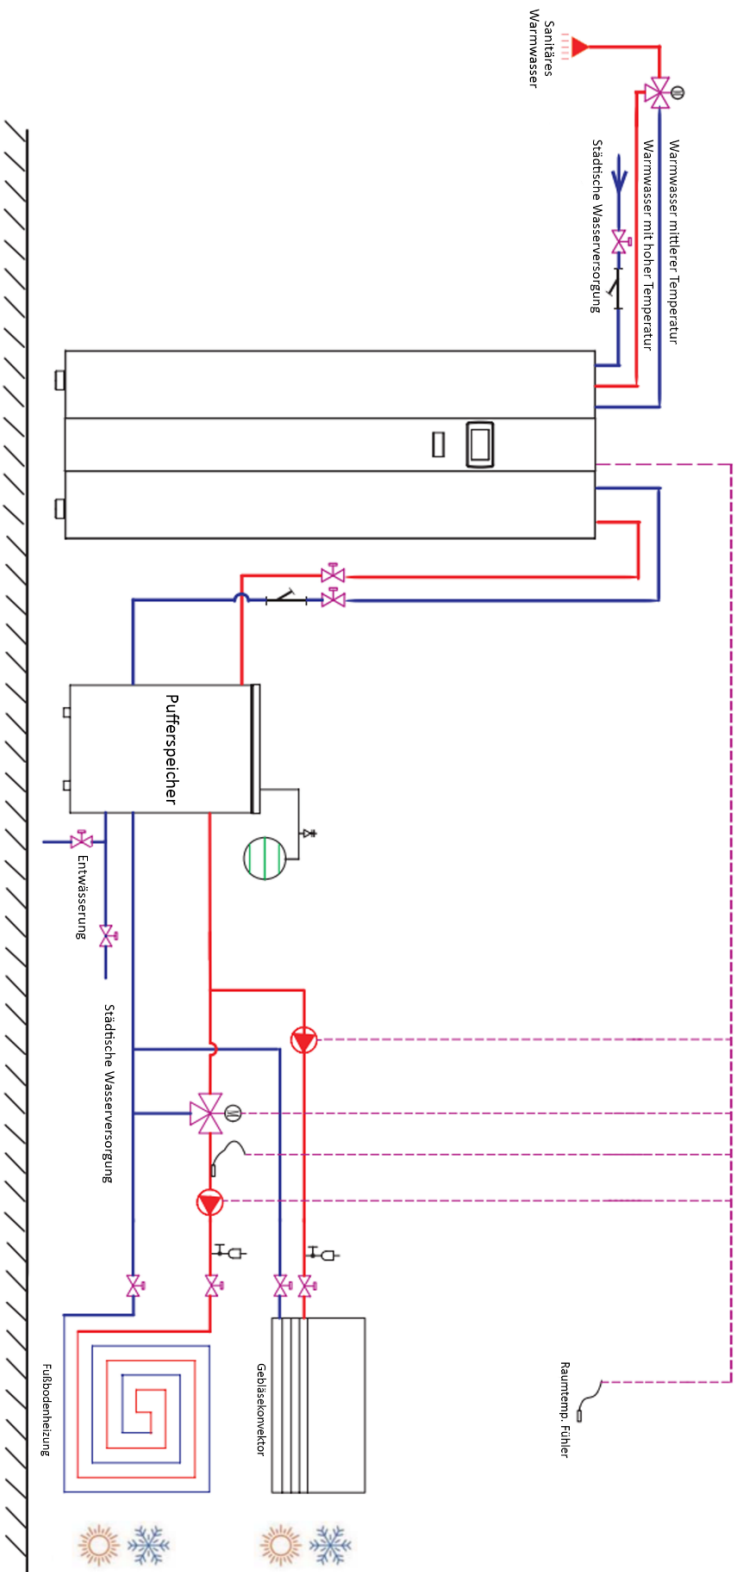 Sanitäres
Warmwasser
Warmwasser mittlerer Temperatur
Warmwasser mit hoher Temperatur
Städtische Wasserversorgung
Pufferspeicher
Entwässerung
Städtische Wasserversorgung
Raumtemp. Fühler
Gebläsekonvektor
Fußbodenheizung